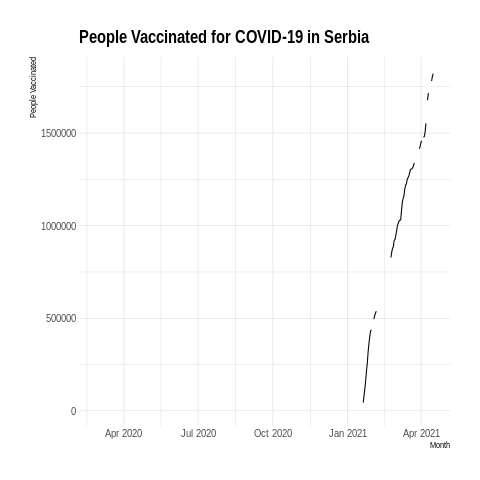 People Vaccinated for COVID-19 in Serbia
People Vaccinated
1500000
1000000
500000
0
Apr 2020 Jul 2020 Oct 2020 Jan 2021 Apr 2021
Month